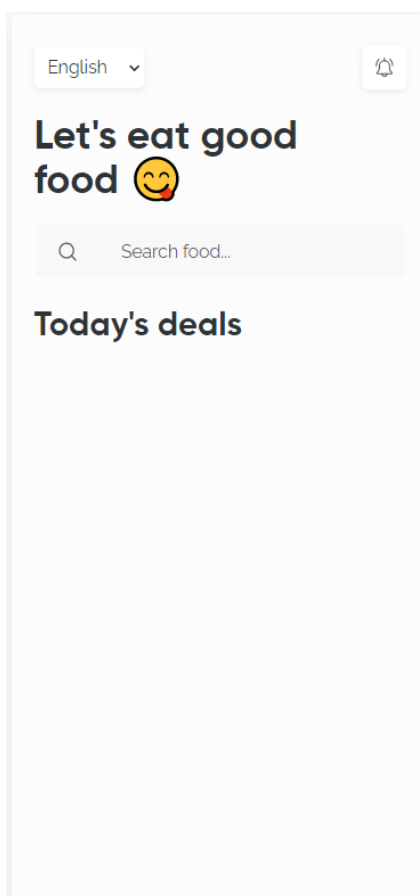 English
Let's eat good
food 😋
Search food...
Today's deals